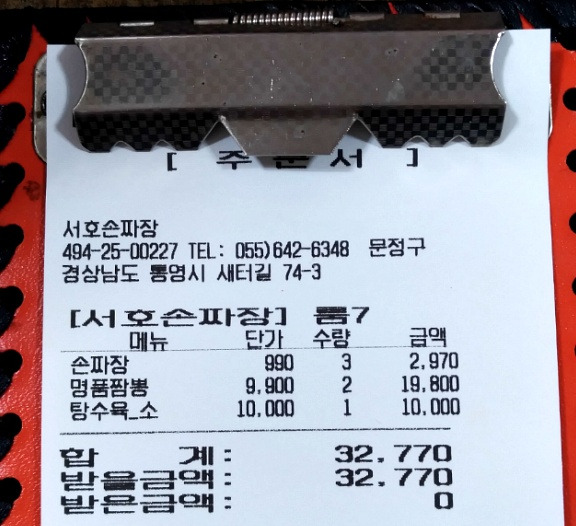 [ 주문서 ]
서호손짜장
494-25-00227 TEL: 055)642-6348 문정구
경상남도 통영시 새터길 74-3
[서호손짜장] 룸7
메뉴 단가 수량 금액
손짜장 990 3 2,970
명품짬뽕 9,900 2 19,800
탕수육_소 10,000 1 10,000
합 계: 32,770
받을금액: 32,770
받은금액: 0